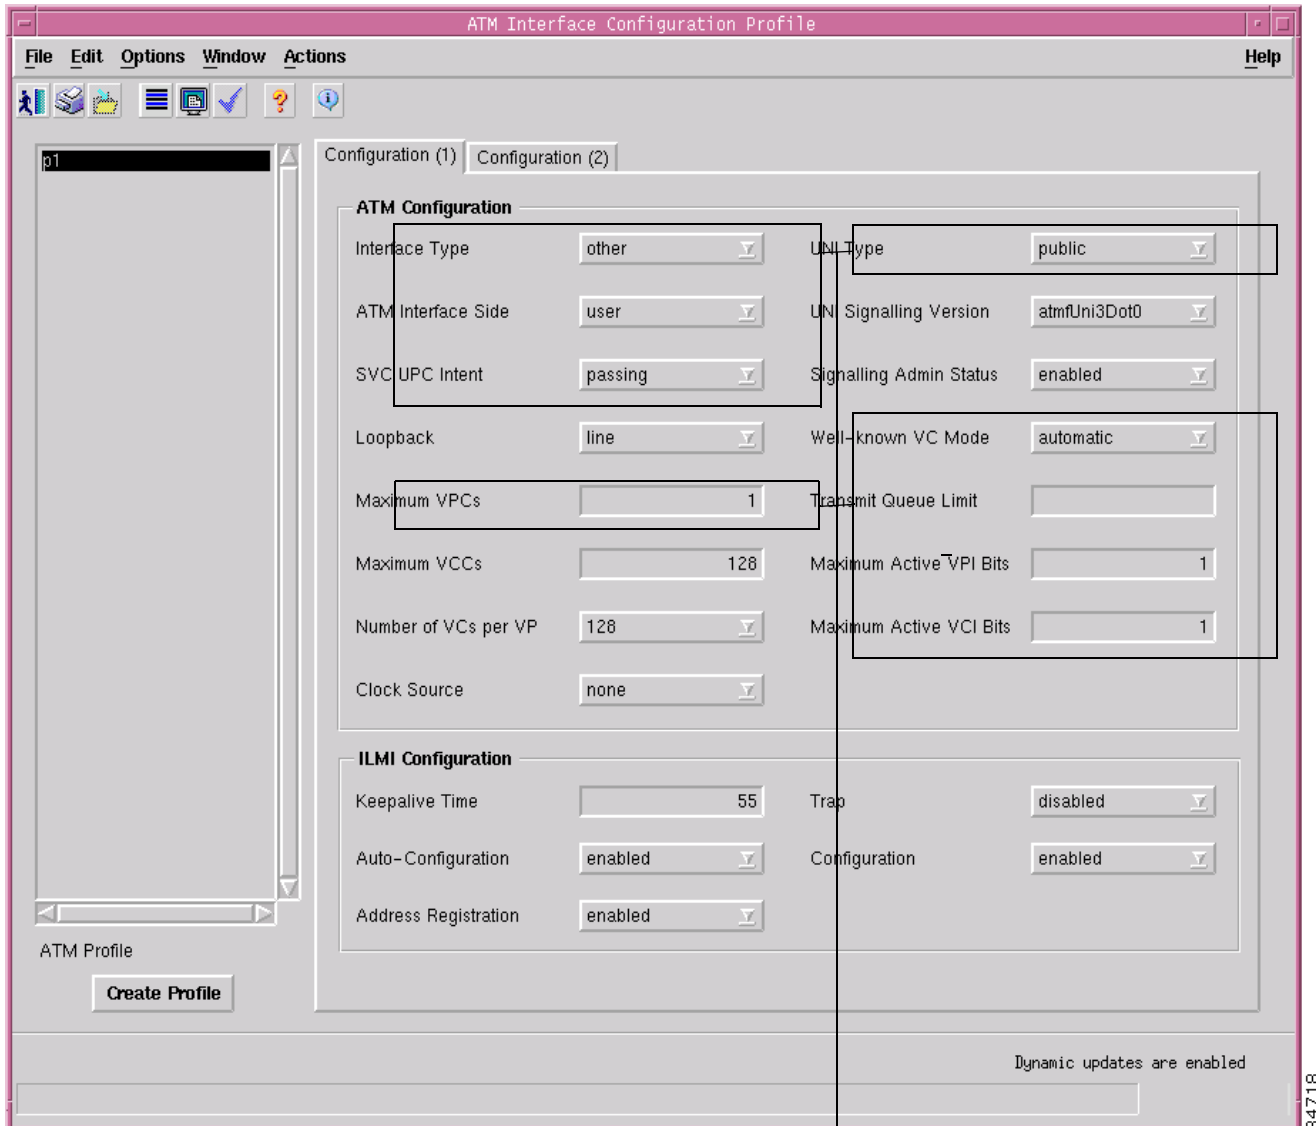 ATM Interface Configuration Profile
File Edit Options Window Actions Help
p1
Configuration (1) Configuration (2)
ATM Configuration
Interface Type other UNI Type public
ATM Interface Side user UNI Signalling Version atmfUni3Dot0
SVC UPC Intent passing Signalling Admin Status enabled
Loopback line Well-known VC Mode automatic
Maximum VPCs 1 Transmit Queue Limit
Maximum VCCs 128 Maximum Active VPI Bits 1
Number of VCs per VP 128 Maximum Active VCI Bits 1
Clock Source none
ILMI Configuration
Keepalive Time 55 Trap disabled
Auto-Configuration enabled Configuration enabled
Address Registration enabled
ATM Profile
Create Profile
Dynamic updates are enabled
34718